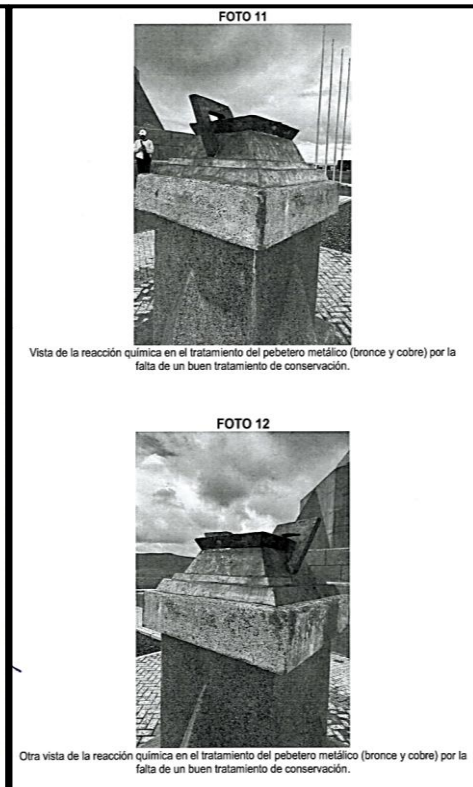 FOTO 11
Vista de la reacción química en el tratamiento del pebetero metálico (bronce y cobre) por la
falta de un buen tratamiento de conservación.
FOTO 12
Otra vista de la reacción química en el tratamiento del pebetero metálico (bronce y cobre) por la
falta de un buen tratamiento de conservación.